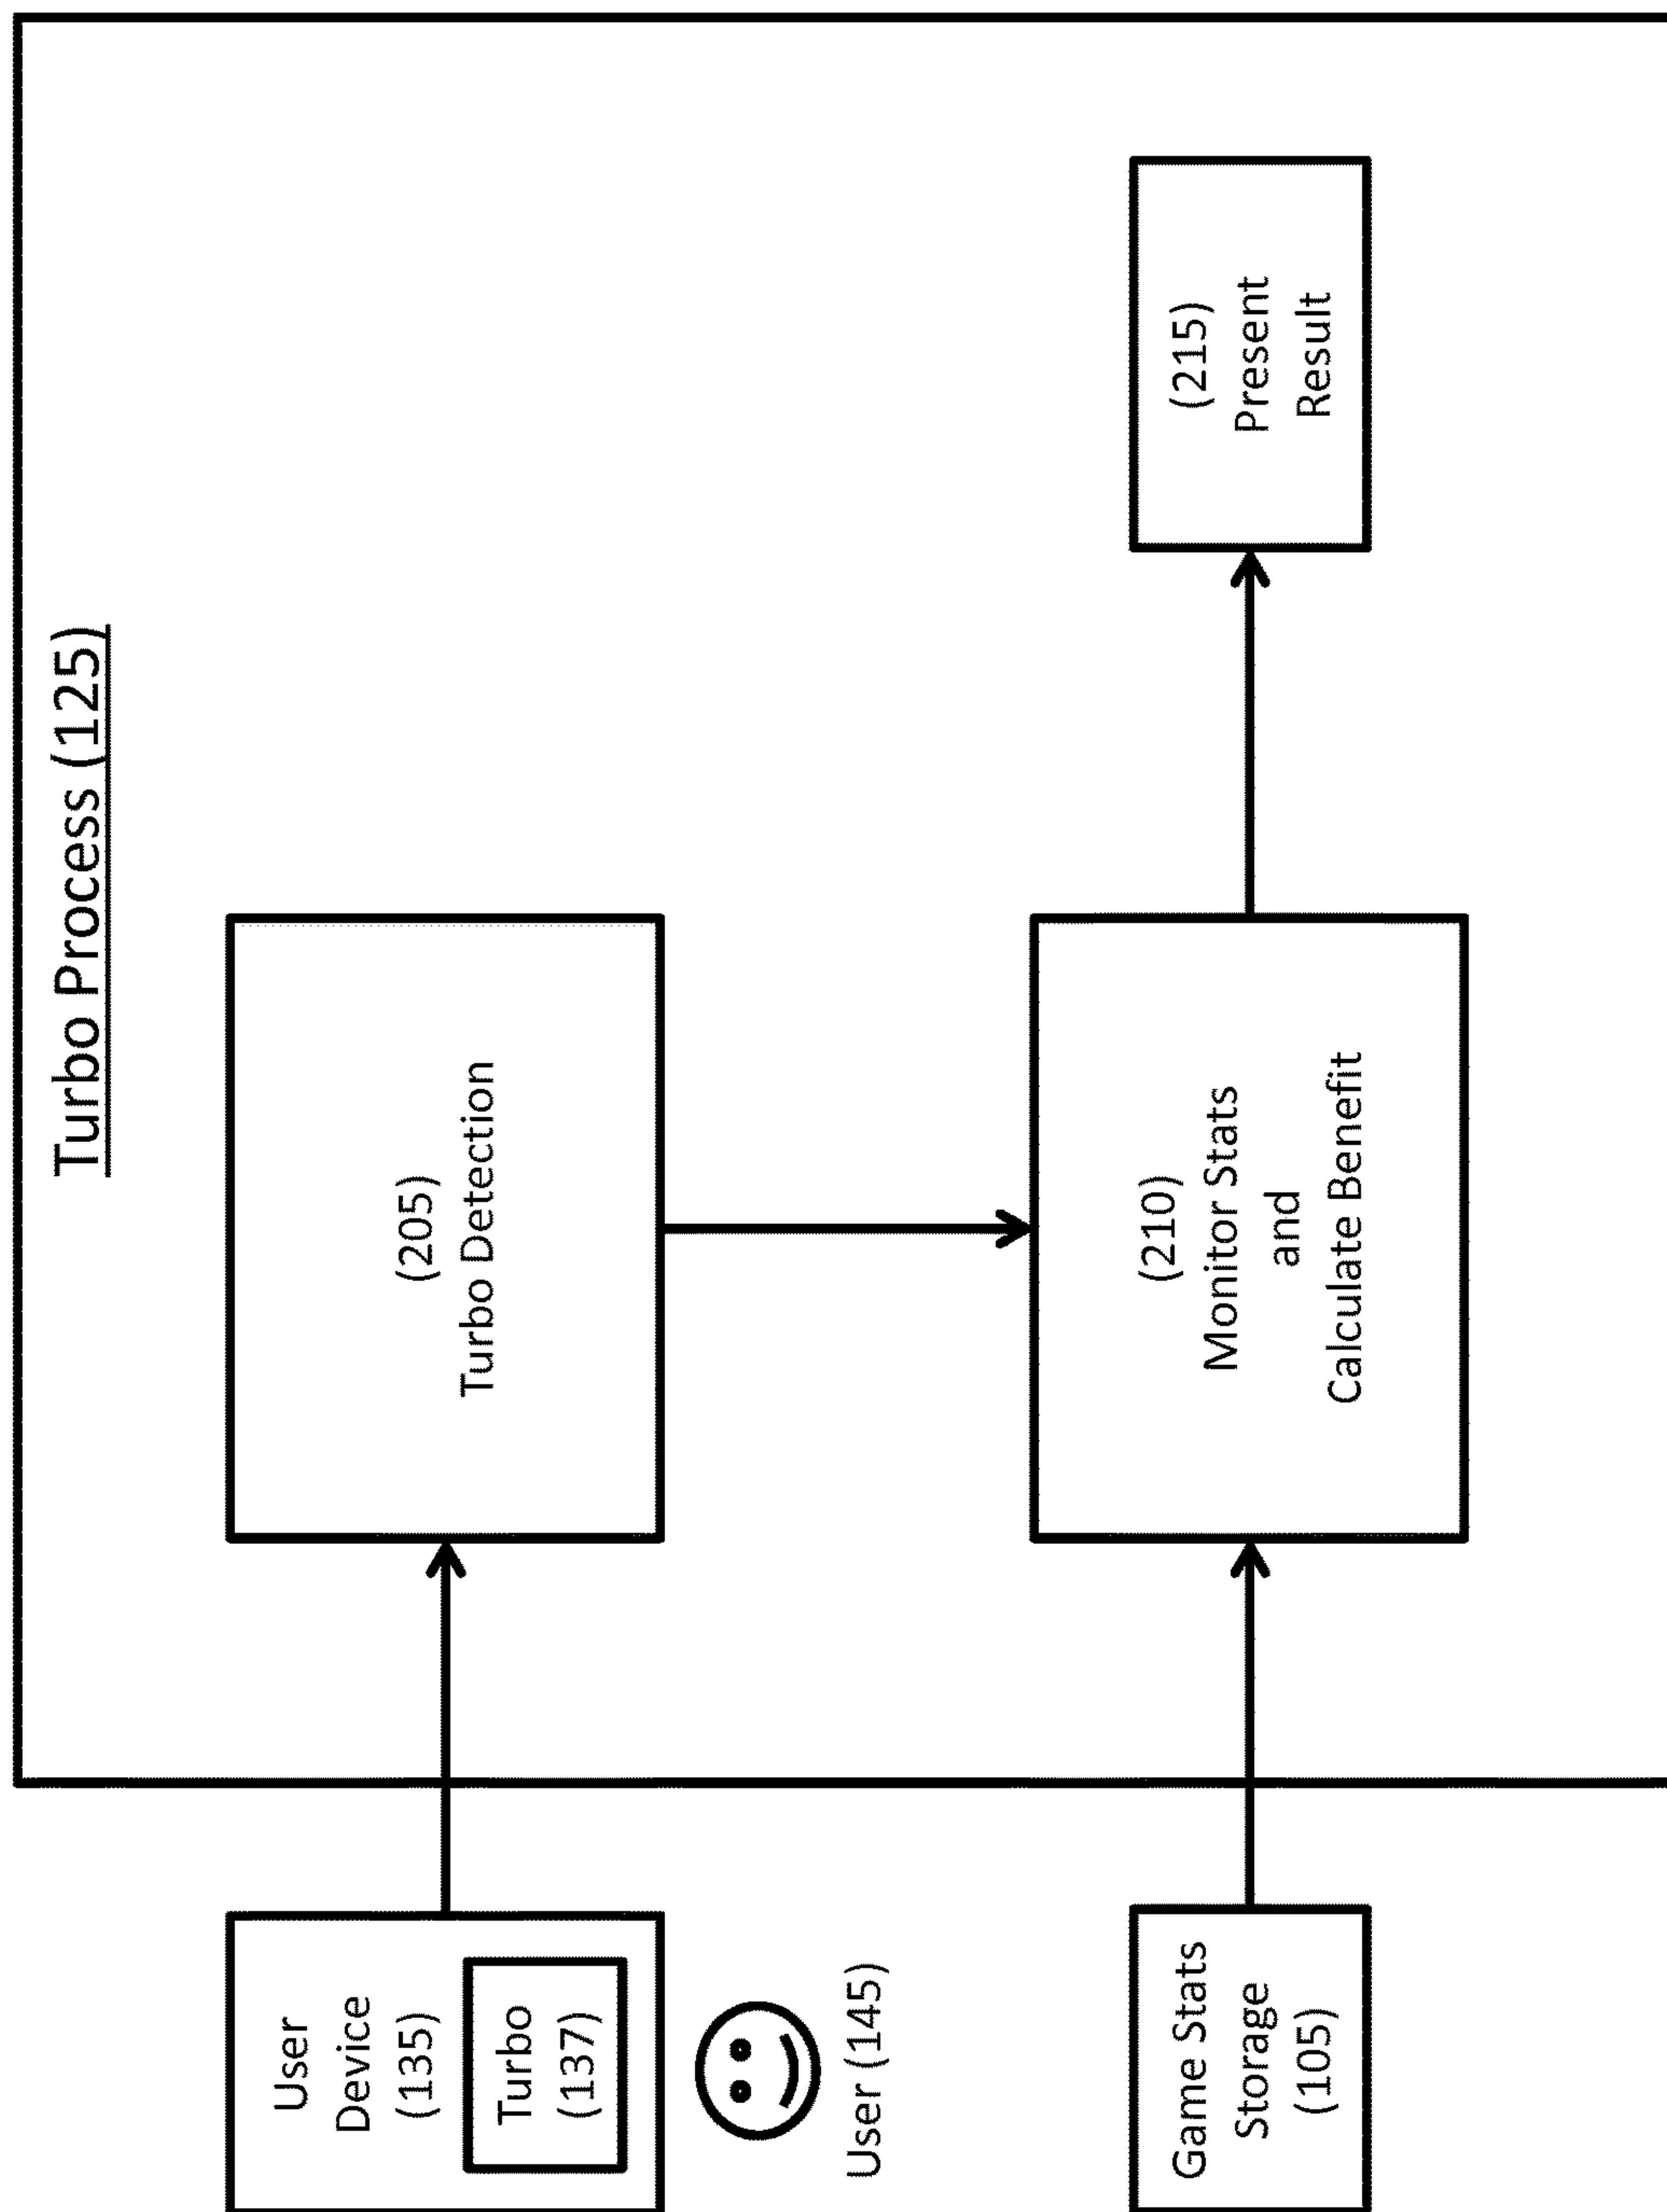 Turbo Process (125)
User
Device
(135)
Turbo
(137)
User (145)
(205)
Turbo Detection
Game Stats
Storage
(105)
(210)
Monitor Stats
and
Calculate Benefit
(215)
Present
Result